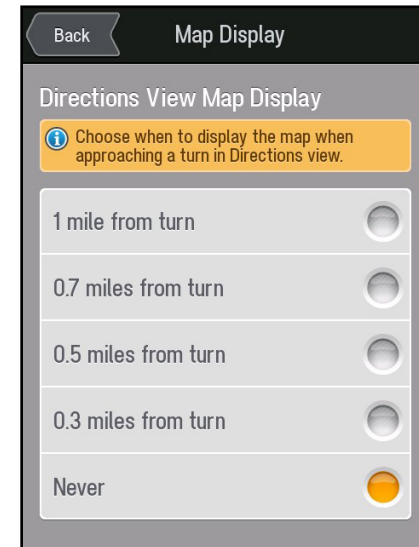 Back
Map Display
Directions View Map Display
Choose when to display the map when
approaching a turn in Directions view.
1 mile from turn
0.7 miles from turn
0.5 miles from turn
0.3 miles from turn
Never